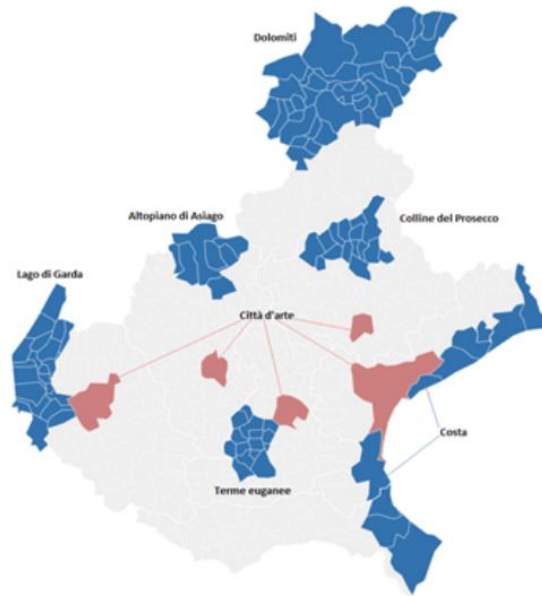 Dolomiti
Altopiano di Asiago
Colline del Prosecco
Lago di Garda
Città d'arte
Costa
Terme euganee